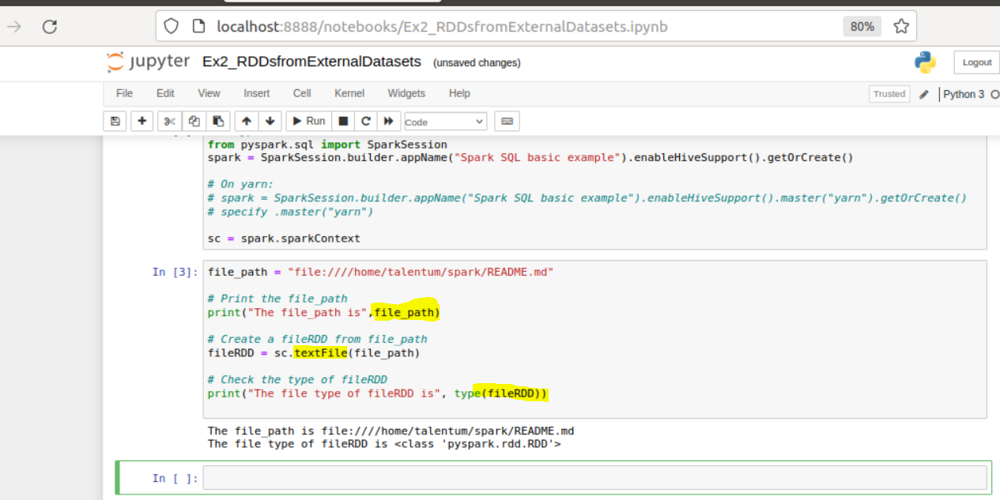 localhost:8888/notebooks/Ex2_RDDsfromExternalDatasets.ipynb 80%
jupyter Ex2_RDDsfromExternalDatasets (unsaved changes) Logout
File Edit View Insert Cell Kernel Widgets Help Trusted Python 3
Run Code
from pyspark.sql import SparkSession
spark = SparkSession.builder.appName("Spark SQL basic example").enableHiveSupport().getOrCreate()
# On yarn:
# spark = SparkSession.builder.appName("Spark SQL basic example").enableHiveSupport().master("yarn").getOrCreate()
# specify .master("yarn")
sc = spark.sparkContext
In [3]: file_path = "file:////home/talentum/spark/README.md"
# Print the file_path
print("The file_path is",file_path)
# Create a fileRDD from file_path
fileRDD = sc.textFile(file_path)
# Check the type of fileRDD
print("The file type of fileRDD is", type(fileRDD))
The file_path is file:////home/talentum/spark/README.md
The file type of fileRDD is <class 'pyspark.rdd.RDD'>
In [ ]: